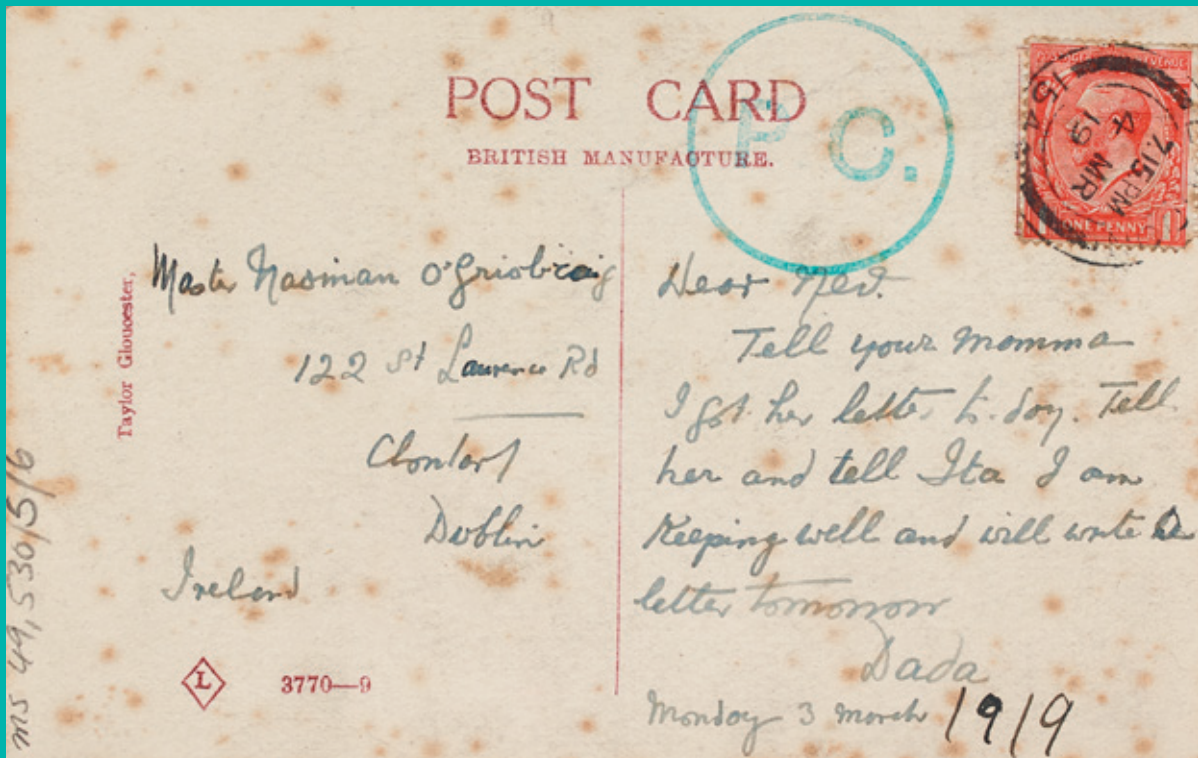 POST CARD
BRITISH MANUFACTURE.
P C.
ONE PENNY
15
4
7.15 PM
4 MR
19
Taylor Gloucester,
Master Nasman O'Griobtaig
122 St Laurence Rd
Clontarf
Dublin
Ireland
L
3770—9
MS 49,530/5/6
Dear Ned.
Tell your Momma
I got her letter to-day. Tell
her and tell Ita I am
Keeping well and will write a
letter tomorrow
Dada
Monday 3 March 1919